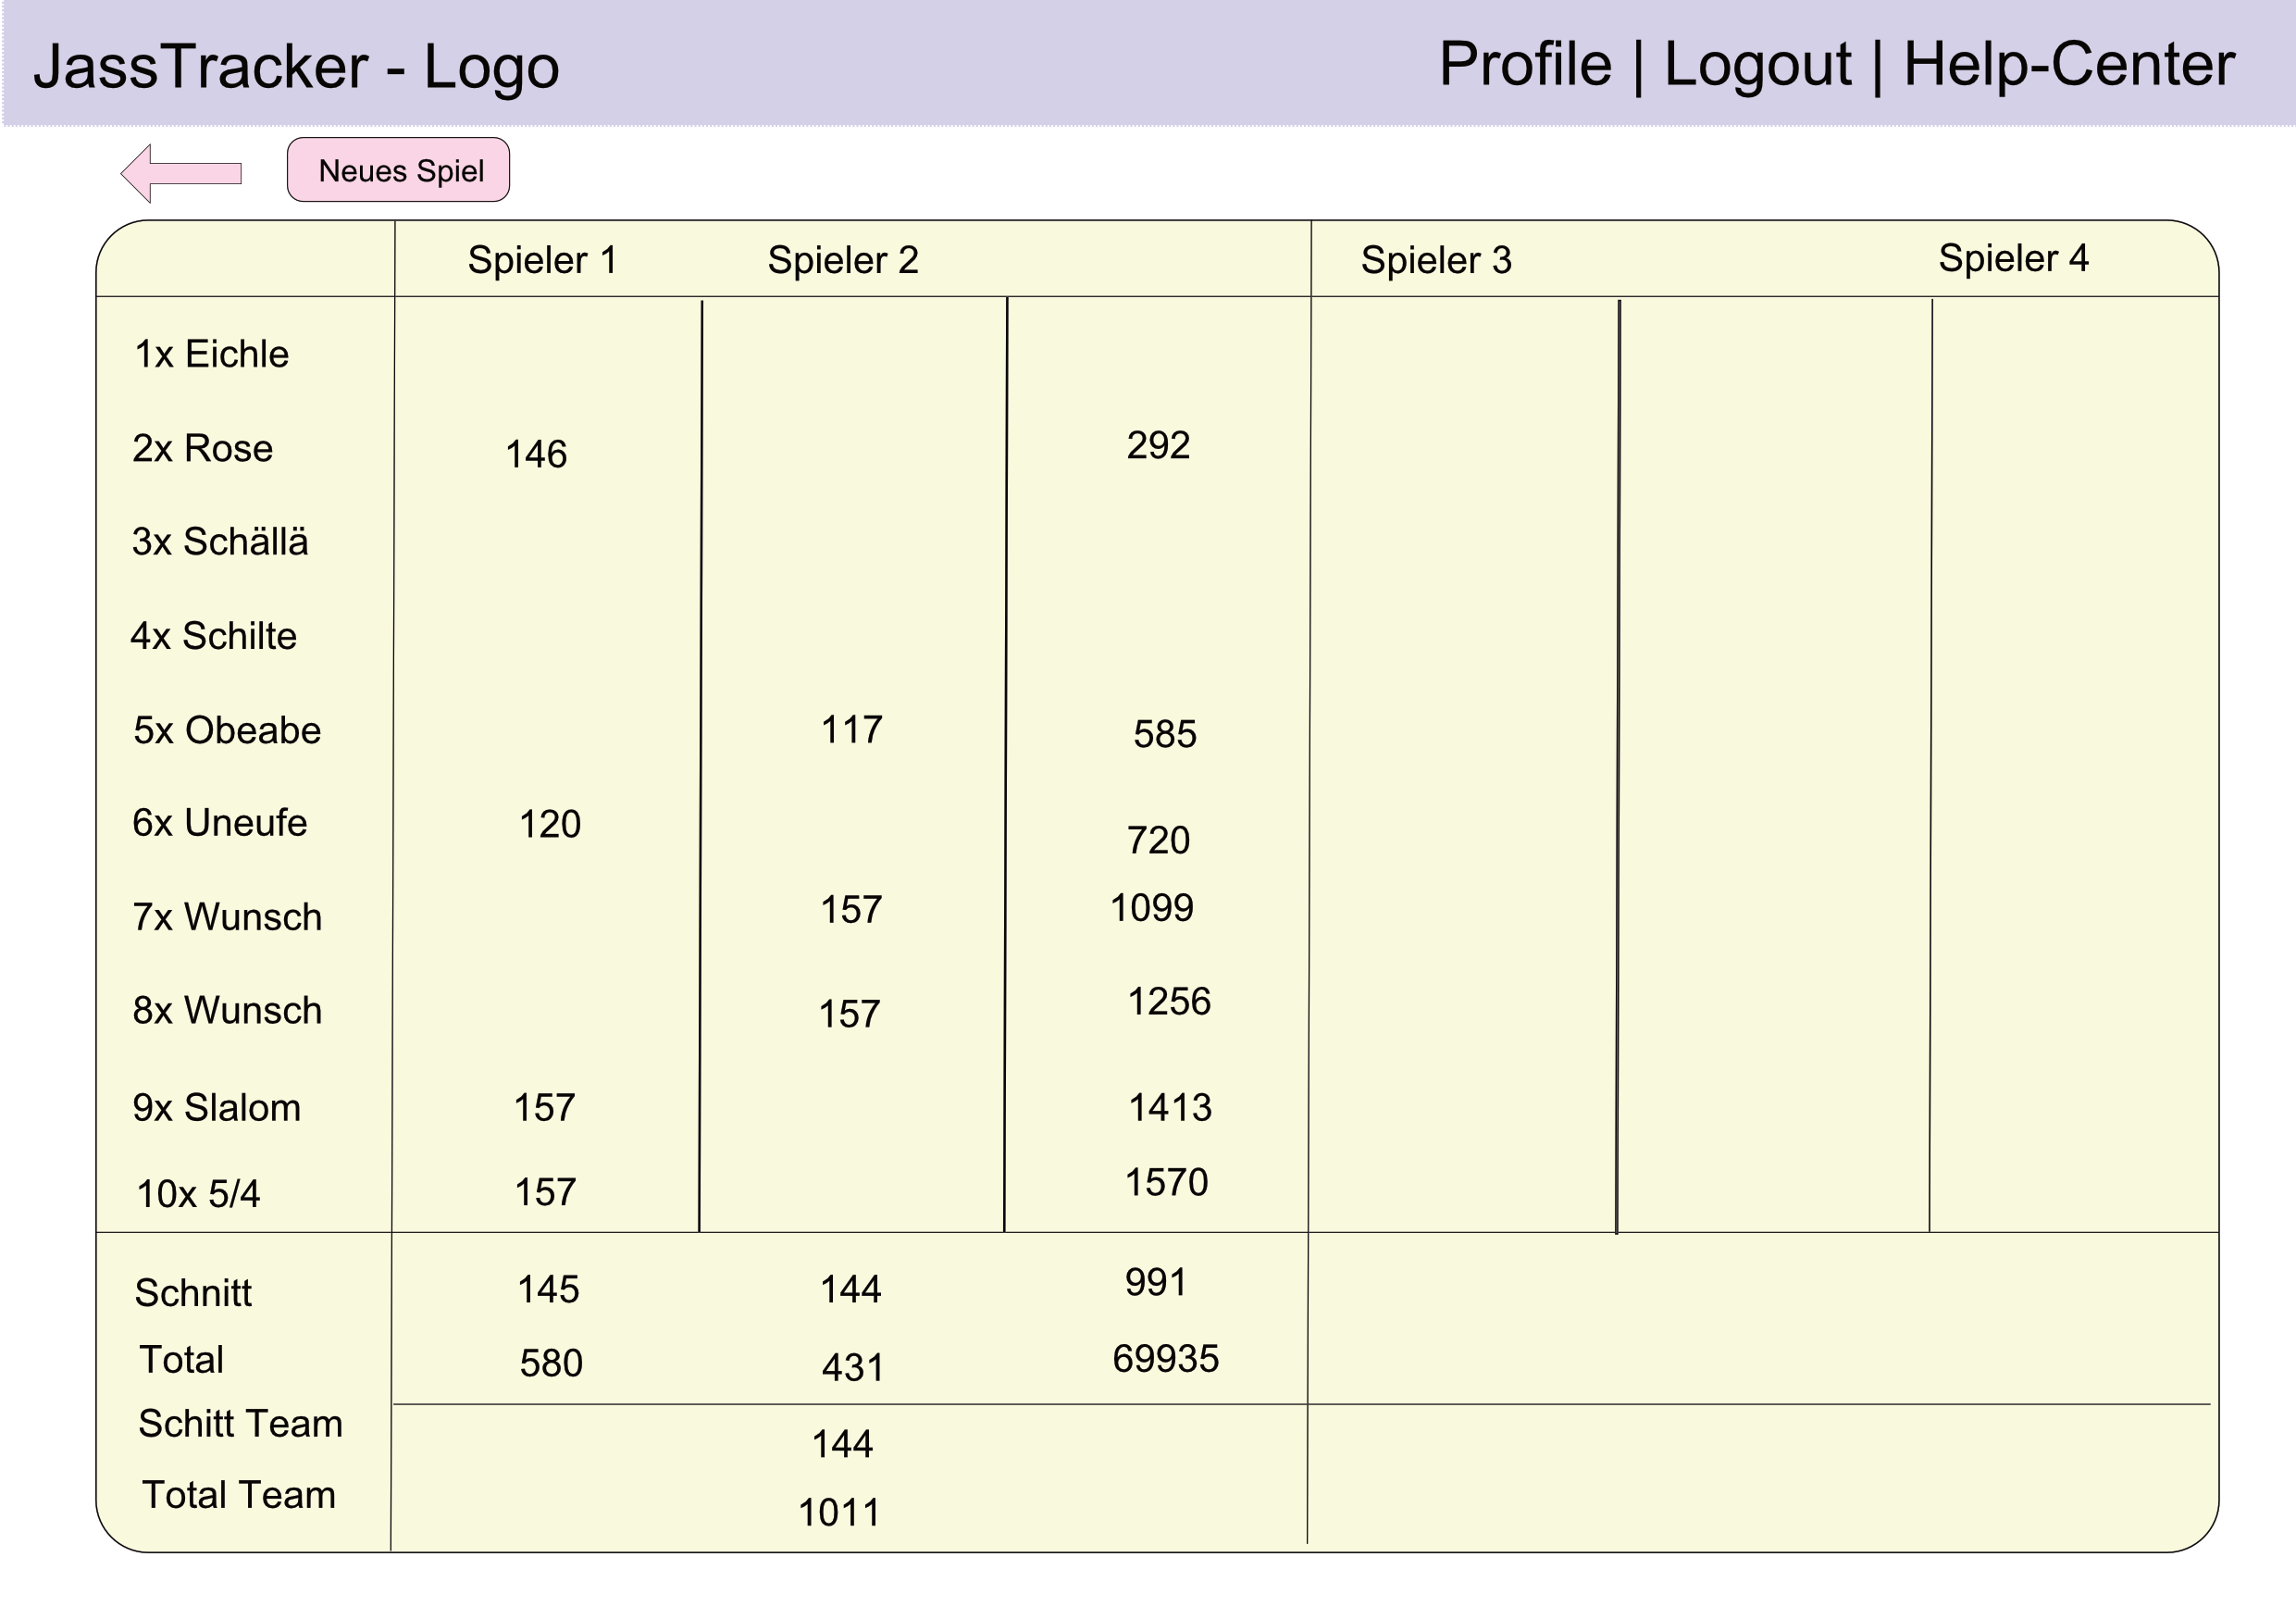 JassTracker - Logo
Profile | Logout | Help-Center
Neues Spiel
Spieler 1 Spieler 2 Spieler 3 Spieler 4
1x Eichle
2x Rose 146 292
3x Schällä
4x Schilte
5x Obeabe 117 585
6x Uneufe 120 720
7x Wunsch 157 1099
8x Wunsch 157 1256
9x Slalom 157 1413
10x 5/4 157 1570
Schnitt 145 144 991
Total 580 431 69935
Schitt Team 144
Total Team 1011